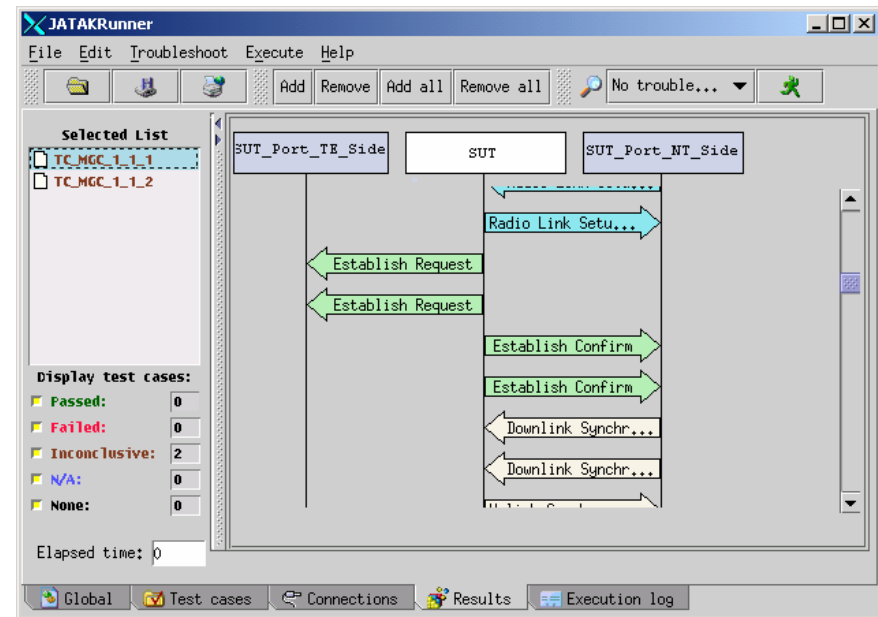 JATAKRunner
File Edit Troubleshoot Execute Help
Add Remove Add all Remove all No trouble...
Selected List
TC_MGC_1_1_1
TC_MGC_1_1_2
SUT_Port_TE_Side SUT SUT_Port_NT_Side
Radio Link Setu...
Establish Request
Establish Request
Establish Confirm
Establish Confirm
Downlink Synchr...
Downlink Synchr...
Display test cases:
Passed: 0
Failed: 0
Inconclusive: 2
N/A: 0
None: 0
Elapsed time: 0
Global Test cases Connections Results Execution log